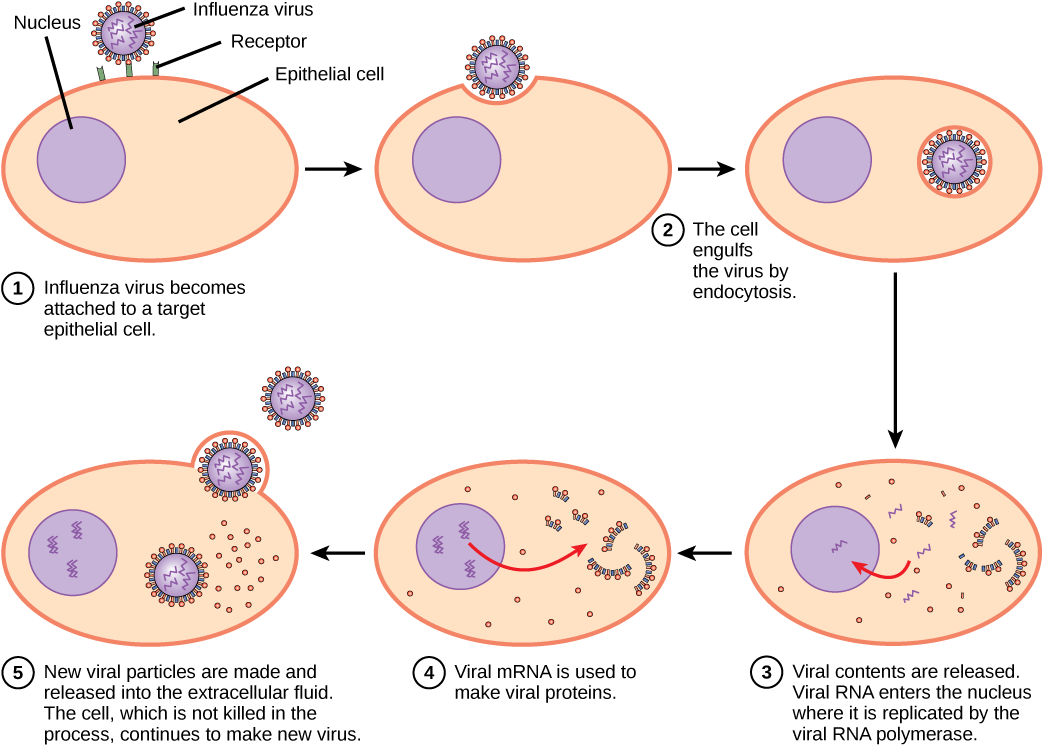 Nucleus
Influenza virus
Receptor
Epithelial cell
1 Influenza virus becomes
attached to a target
epithelial cell.
2 The cell
engulfs
the virus by
endocytosis.
3 Viral contents are released.
Viral RNA enters the nucleus
where it is replicated by the
viral RNA polymerase.
4 Viral mRNA is used to
make viral proteins.
5 New viral particles are made and
released into the extracellular fluid.
The cell, which is not killed in the
process, continues to make new virus.